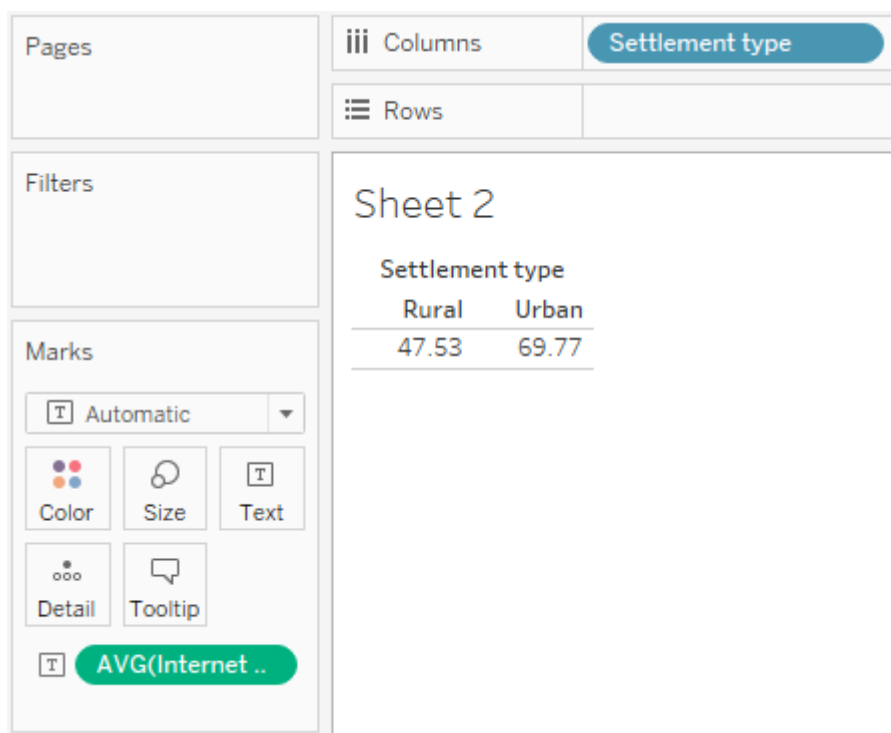 Pages
Columns
Settlement type
Rows
Filters
Sheet 2
Settlement type
Rural Urban
47.53 69.77
Marks
T Automatic
Color Size T Text
Detail Tooltip
T AVG(Internet ..